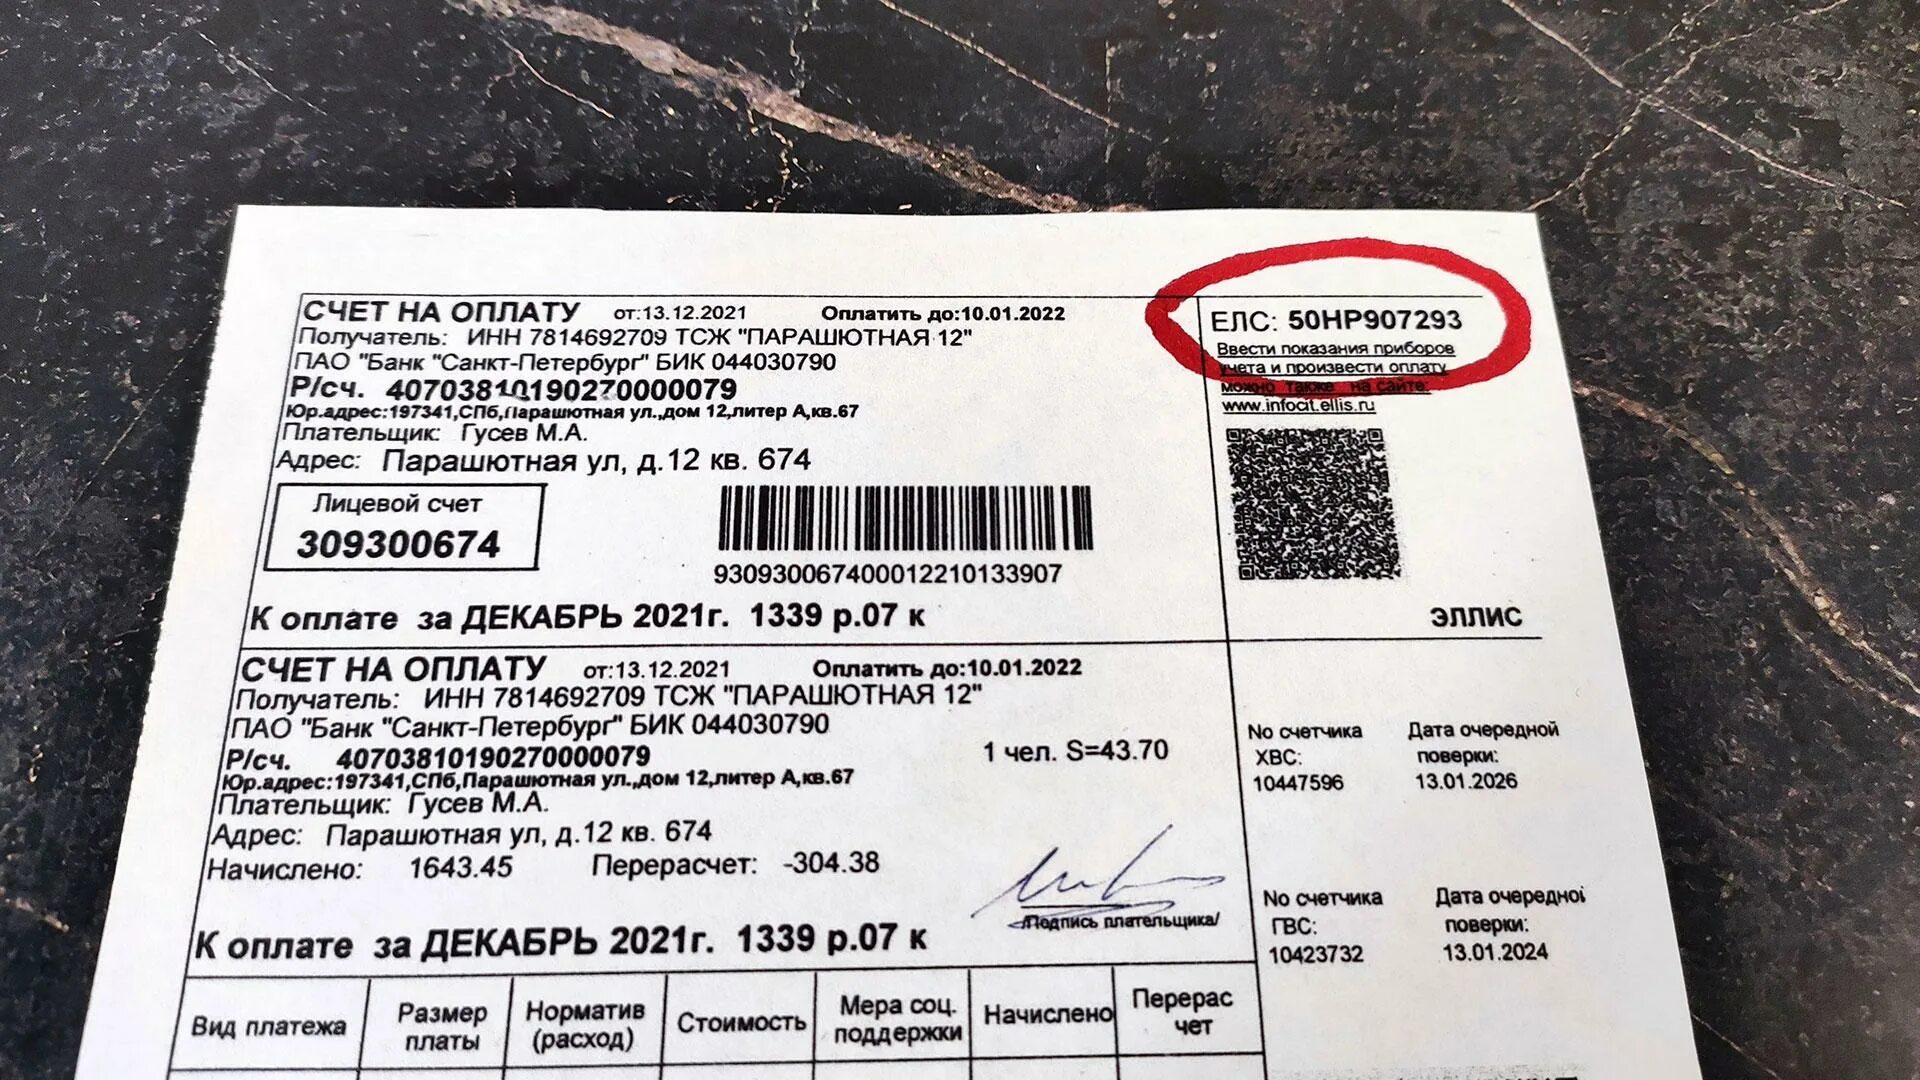 СЧЕТ НА ОПЛАТУ от:13.12.2021 Оплатить до:10.01.2022
Получатель: ИНН 7814692709 ТСЖ "ПАРАШЮТНАЯ 12"
ПАО "Банк "Санкт-Петербург" БИК 044030790
Р/сч. 40703810190270000079
Юр.адрес:197341,СПб,Парашютная ул.,дом 12,литер А,кв.67
Плательщик: Гусев М.А.
Адрес: Парашютная ул, д.12 кв. 674
Лицевой счет
309300674
930930067400012210133907
К оплате за ДЕКАБРЬ 2021г. 1339 р.07 к
ЕЛС: 50НР907293
Ввести показания приборов
учета и произвести оплату
можно также на сайте:
www.infocit.ellis.ru
ЭЛЛИС
СЧЕТ НА ОПЛАТУ от:13.12.2021 Оплатить до:10.01.2022
Получатель: ИНН 7814692709 ТСЖ "ПАРАШЮТНАЯ 12"
ПАО "Банк "Санкт-Петербург" БИК 044030790
Р/сч. 40703810190270000079 1 чел. S=43.70
Юр.адрес:197341,СПб,Парашютная ул.,дом 12,литер А,кв.67
Плательщик: Гусев М.А.
Адрес: Парашютная ул, д.12 кв. 674
Начислено: 1643.45 Перерасчет: -304.38
/Подпись плательщика/
К оплате за ДЕКАБРЬ 2021г. 1339 р.07 к
No счетчика Дата очередной
ХВС: поверки:
10447596 13.01.2026
No счетчика Дата очередной
ГВС: поверки:
10423732 13.01.2024
Вид платежа
Размер
платы
Норматив
(расход)
Стоимость
Мера соц.
поддержки
Начислено
Перерас
чет